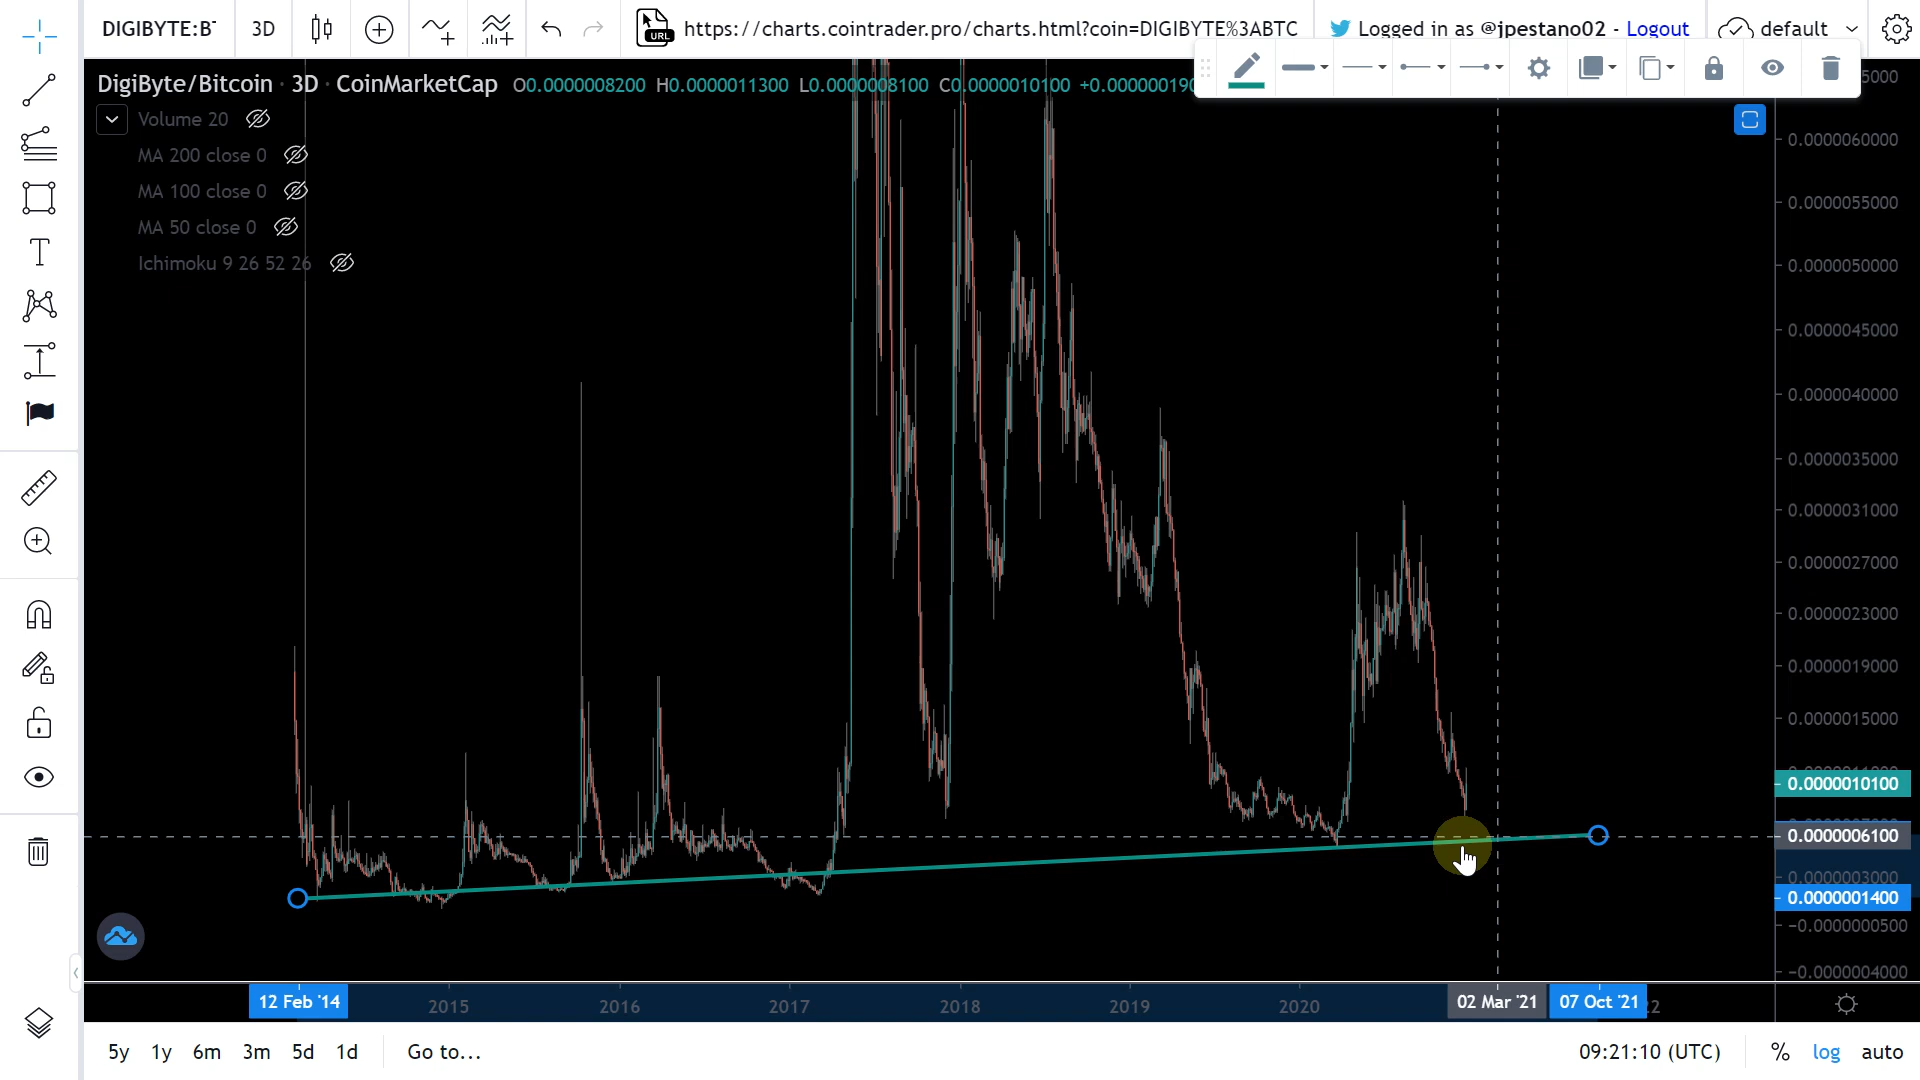 DIGIBYTE:B
3D
URL
https://charts.cointrader.pro/charts.html?coin=DIGIBYTE%3ABTC
Logged in as @jpestano02 - Logout
default
DigiByte/Bitcoin · 3D · CoinMarketCap O0.0000008200 H0.0000011300 L0.0000008100 C0.0000010100
Volume 20
MA 200 close 0
MA 100 close 0
MA 50 close 0
Ichimoku 9 26 52 26
0.0000060000
0.0000055000
0.0000050000
0.0000045000
0.0000040000
0.0000035000
0.0000031000
0.0000027000
0.0000023000
0.0000019000
0.0000015000
0.0000010100
0.0000006100
0.0000003000
0.0000001400
−0.0000000500
−0.0000004000
12 Feb '14 2015 2016 2017 2018 2019 2020 02 Mar '21 07 Oct '21
5y 1y 6m 3m 5d 1d Go to...
09:21:10 (UTC) % log auto